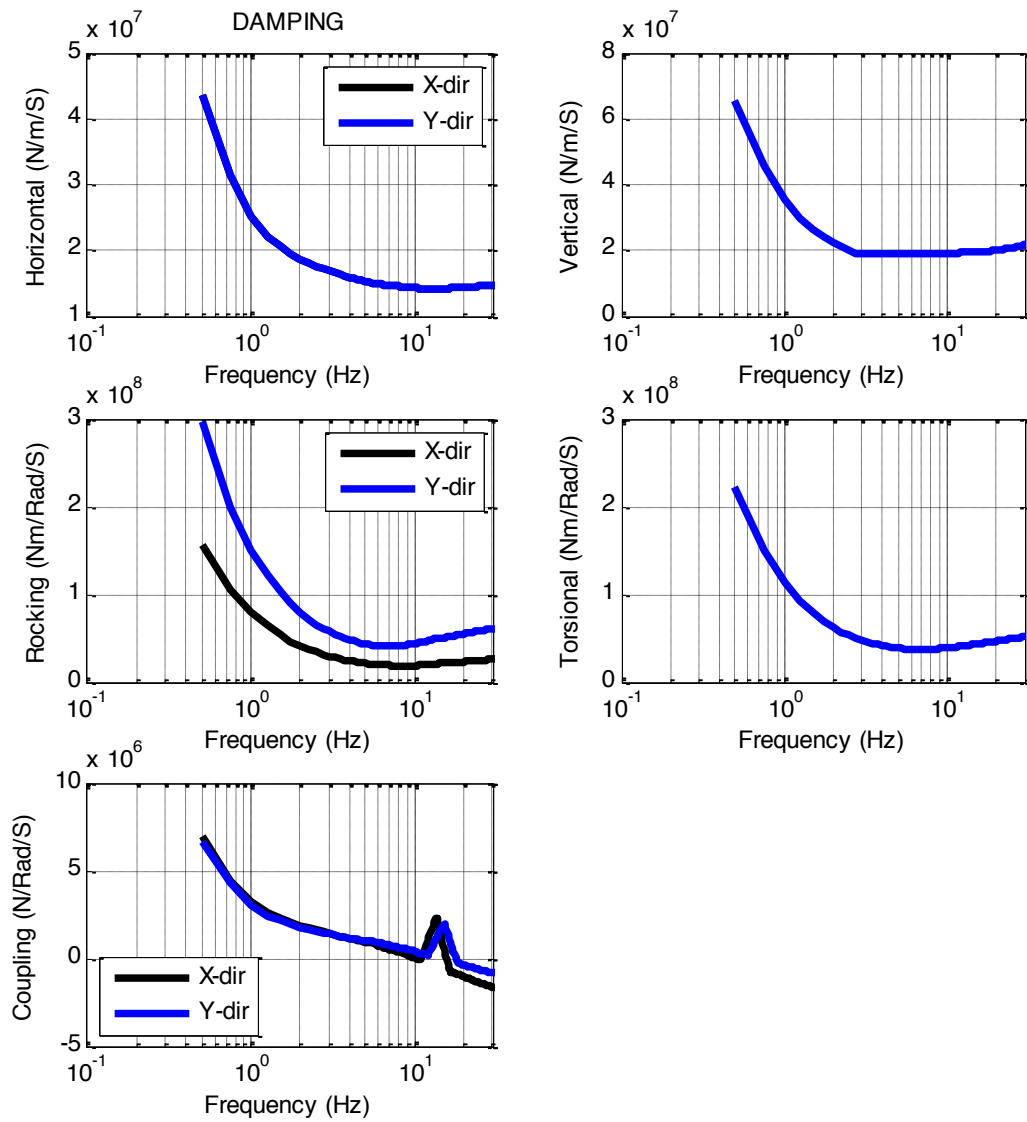 DAMPING
x 10^7
5
4
3
2
1
Horizontal (N/m/S)
X-dir
Y-dir
10^-1
10^0
10^1
Frequency (Hz)
x 10^7
8
6
4
2
0
Vertical (N/m/S)
10^-1
10^0
10^1
Frequency (Hz)
x 10^8
3
2
1
0
Rocking (Nm/Rad/S)
X-dir
Y-dir
10^-1
10^0
10^1
Frequency (Hz)
x 10^8
3
2
1
0
Torsional (Nm/Rad/S)
10^-1
10^0
10^1
Frequency (Hz)
x 10^6
10
5
0
-5
Coupling (N/Rad/S)
X-dir
Y-dir
10^-1
10^0
10^1
Frequency (Hz)